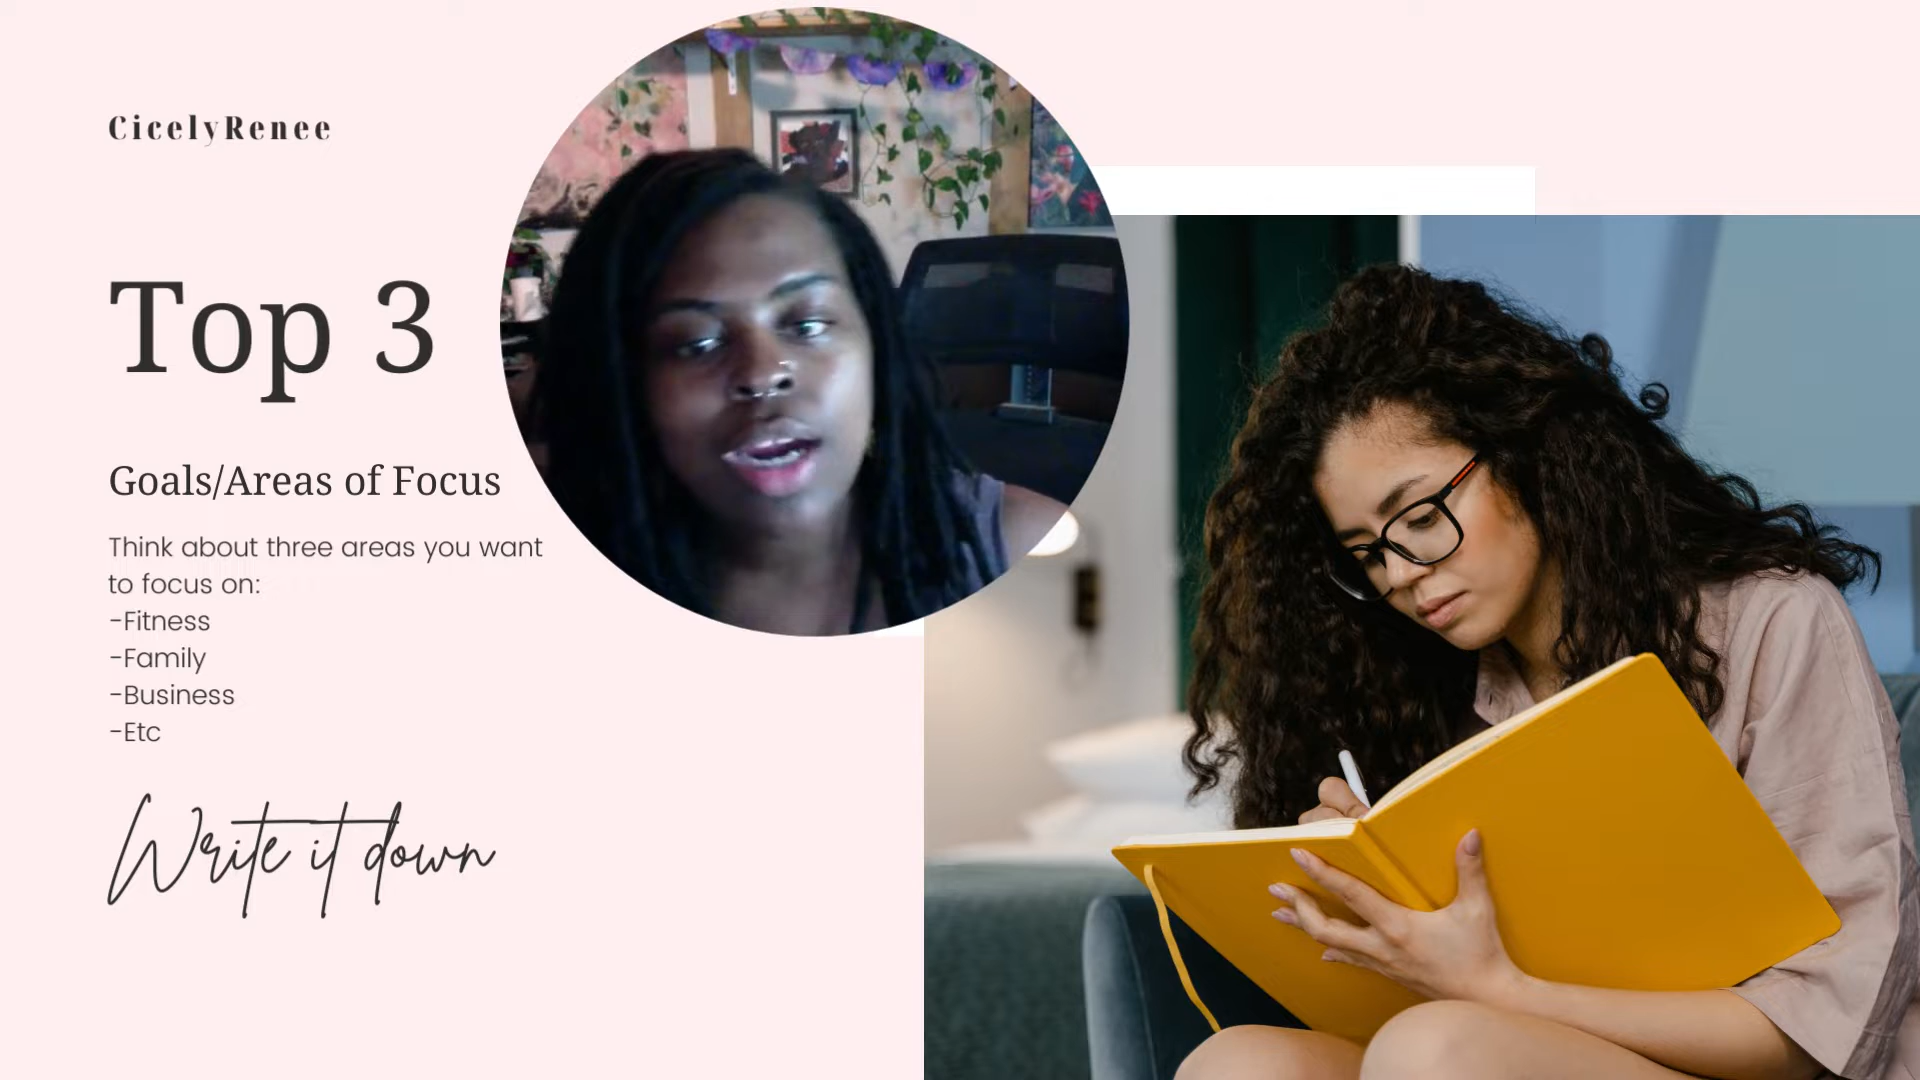 CicelyRenee
Top 3
Goals/Areas of Focus
Think about three areas you want
to focus on:
-Fitness
-Family
-Business
-Etc
Write it down